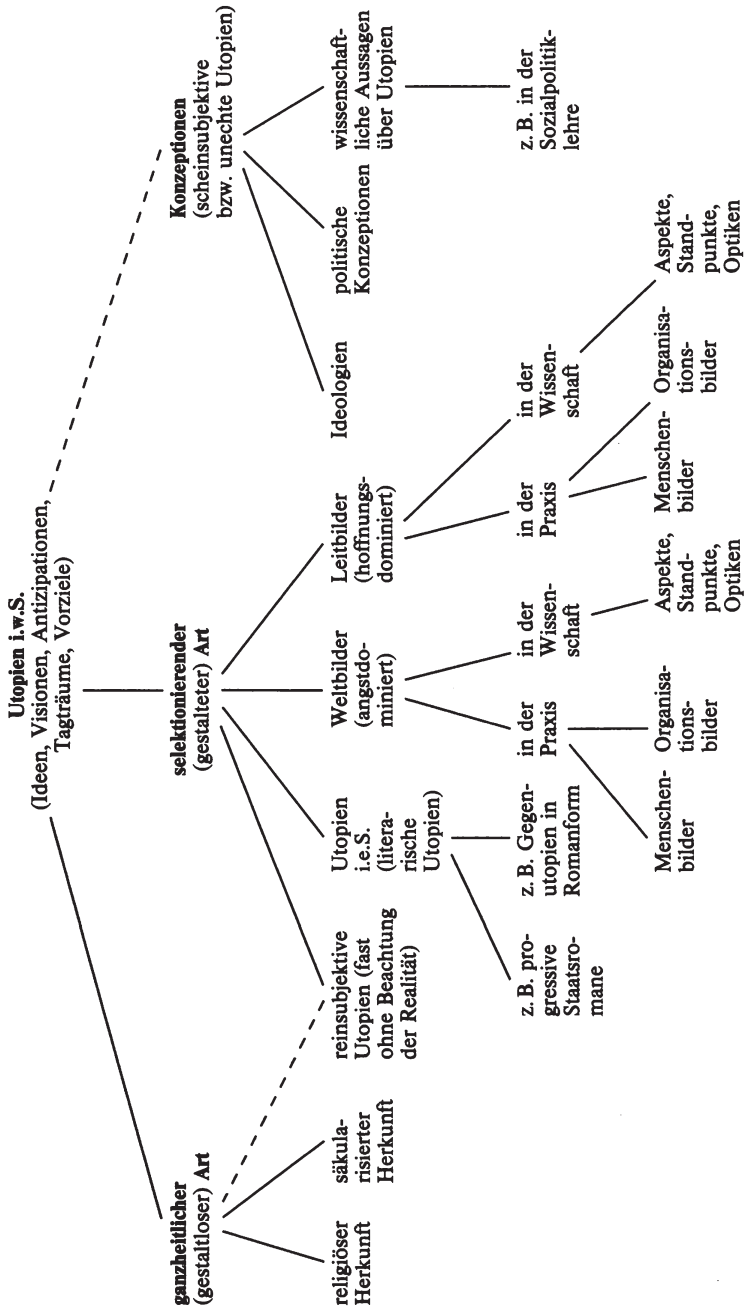 Utopien i.w.S.
(Ideen, Visionen, Antizipationen,
Tagträume, Vorziele)
ganzheitlicher
(gestaltloser) Art
selektionierender
(gestalteter) Art
Konzeptionen
(scheinsubjektive
bzw. unechte Utopien)
religiöser
Herkunft
säkula-
risierter
Herkunft
reinsubjektive
Utopien (fast
ohne Beachtung
der Realität)
Utopien
i.e.S.
(litera-
rische
Utopien)
Weltbilder
(angstdo-
miniert)
Leitbilder
(hoffnungs-
dominiert)
Ideologien
politische
Konzeptionen
wissenschaft-
liche Aussagen
über Utopien
z.B. pro-
gressive
Staatsro-
mane
z.B. Gegen-
utopien in
Romanform
in der
Praxis
in der
Wissen-
schaft
in der
Praxis
in der
Wissen-
schaft
z.B. in der
Sozialpolitik-
lehre
Menschen-
bilder
Organisa-
tions-
bilder
Aspekte,
Stand-
punkte,
Optiken
Menschen-
bilder
Organisa-
tions-
bilder
Aspekte,
Stand-
punkte,
Optiken